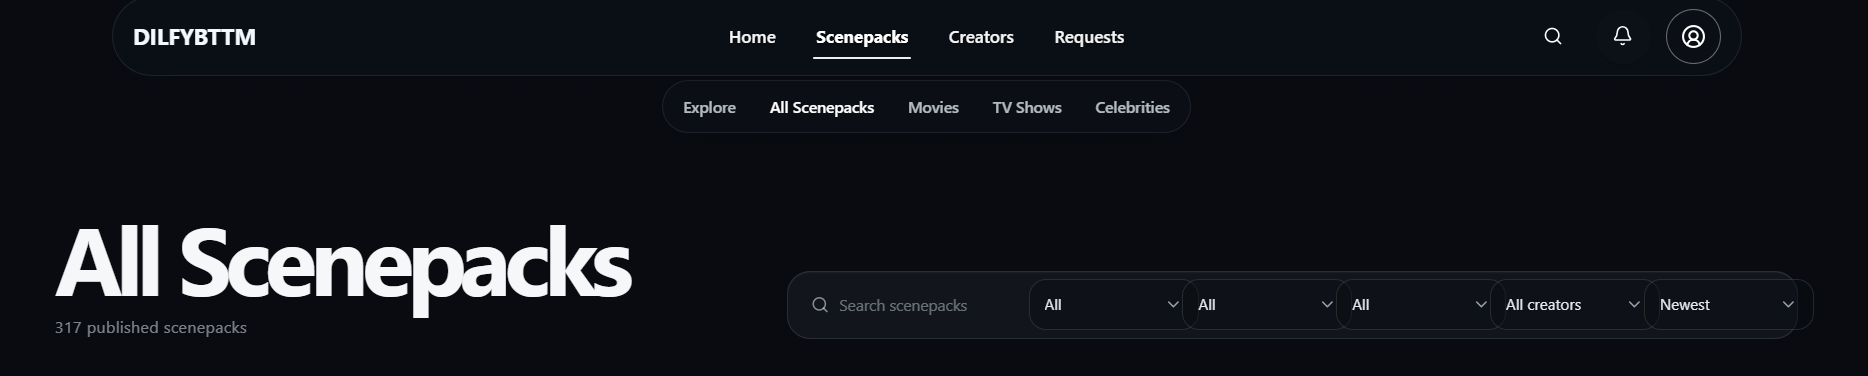 DILFYBTTM Home Scenepacks Creators Requests
Explore All Scenepacks Movies TV Shows Celebrities
All Scenepacks
317 published scenepacks
Search scenepacks All All All All creators Newest